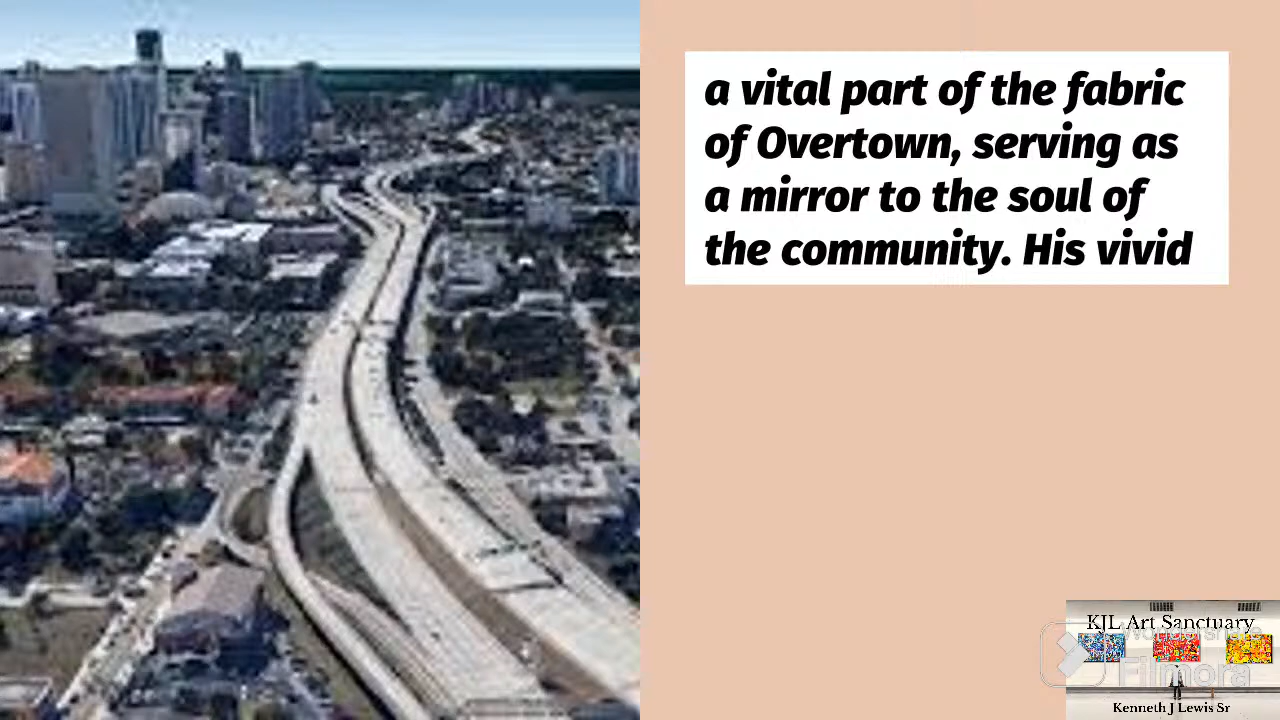 a vital part of the fabric
of Overtown, serving as
a mirror to the soul of
the community. His vivid
KJL Art Sanctuary
Wondershare
Filmora
Kenneth J Lewis Sr